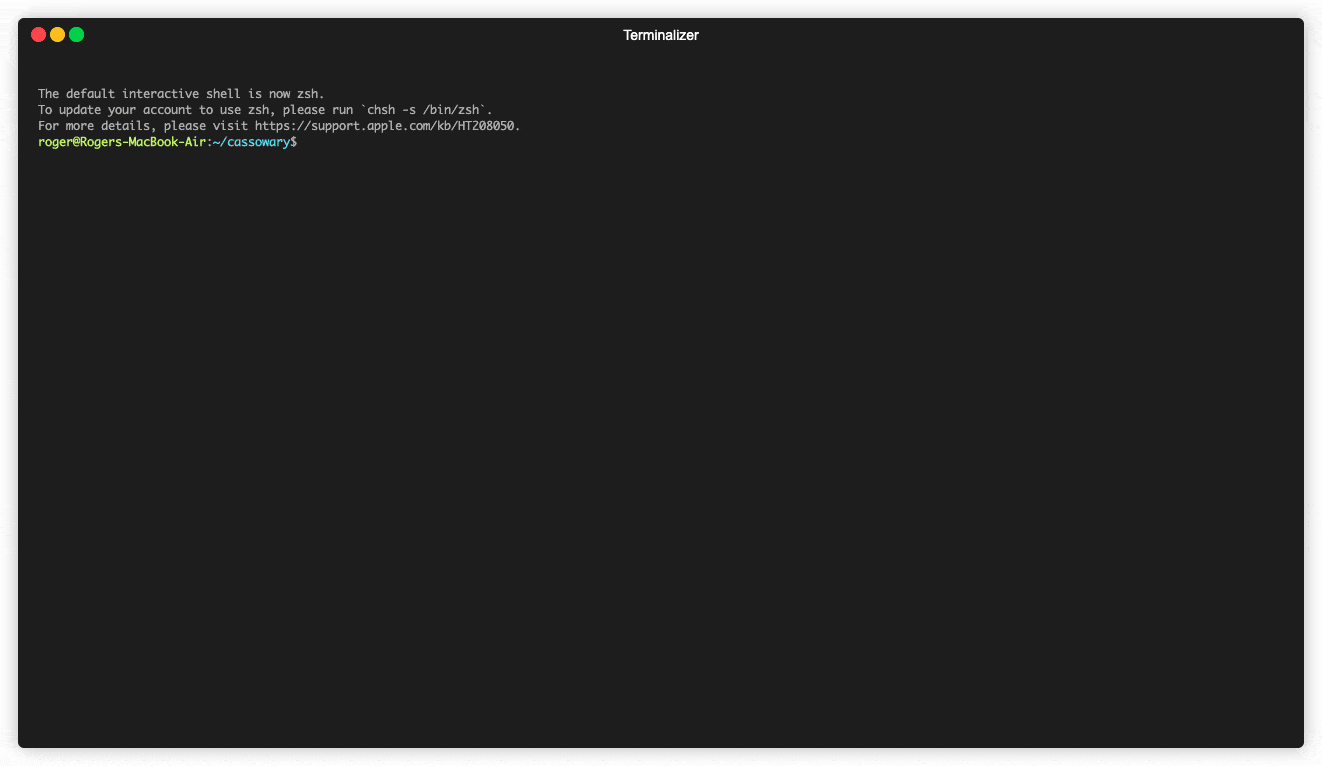 Terminalizer
The default interactive shell is now zsh.
To update your account to use zsh, please run `chsh -s /bin/zsh`.
For more details, please visit https://support.apple.com/kb/HT208050.
roger@Rogers-MacBook-Air:~/cassowary$